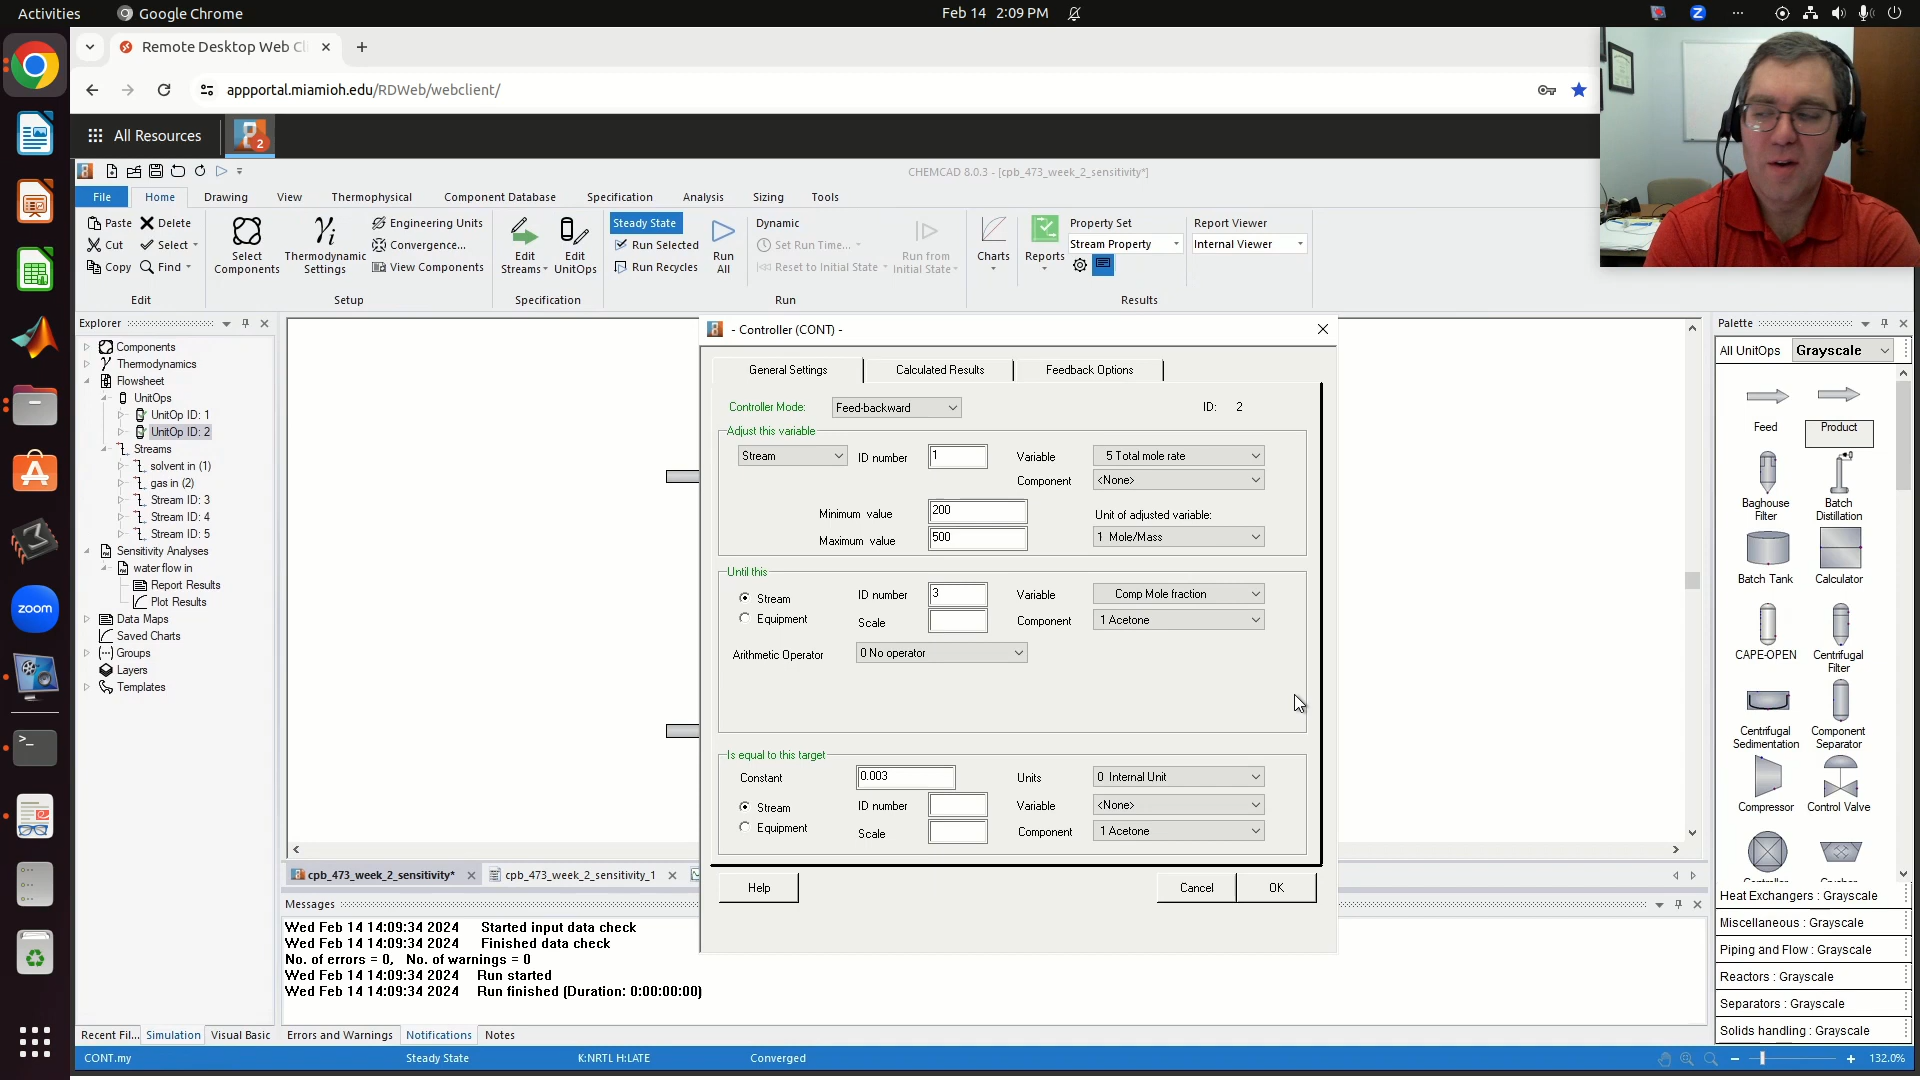 Activities
Google Chrome
Feb 14 2:09 PM
Remote Desktop Web Cl
appportal.miamioh.edu/RDWeb/webclient/
All Resources
2
CHEMCAD 8.0.3 - [cpb_473_week_2_sensitivity*]
File Home Drawing View Thermophysical Component Database Specification Analysis Sizing Tools
Paste Delete
Cut Select
Copy Find
Edit
Select Components
Thermodynamic Settings
Engineering Units
Convergence...
View Components
Setup
Edit Streams
Edit UnitOps
Specification
Steady State
Run Selected
Run Recycles
Run All
Dynamic
Set Run Time...
Reset to Initial State
Run from Initial State
Run
Charts
Reports
Property Set
Stream Property
Report Viewer
Internal Viewer
Results
Explorer
Components
Thermodynamics
Flowsheet
UnitOps
UnitOp ID: 1
UnitOp ID: 2
Streams
solvent in (1)
gas in (2)
Stream ID: 3
Stream ID: 4
Stream ID: 5
Sensitivity Analyses
water flow in
Report Results
Plot Results
Data Maps
Saved Charts
Groups
Layers
Templates
zoom
- Controller (CONT) -
General Settings Calculated Results Feedback Options
Controller Mode: Feed-backward ID: 2
Adjust this variable
Stream ID number 1 Variable 5 Total mole rate
Component <None>
Minimum value 200 Unit of adjusted variable:
Maximum value 500 1 Mole/Mass
Until this
Stream ID number 3 Variable Comp Mole fraction
Equipment Scale Component 1 Acetone
Arithmetic Operator 0 No operator
Is equal to this target
Constant 0.003 Units 0 Internal Unit
Stream ID number Variable <None>
Equipment Scale Component 1 Acetone
Help Cancel OK
Palette
All UnitOps Grayscale
Feed Product
Baghouse Filter
Batch Distillation
Batch Tank Calculator
CAPE-OPEN
Centrifugal Filter
Centrifugal Sedimentation
Component Separator
Compressor Control Valve
Heat Exchangers : Grayscale
Miscellaneous : Grayscale
Piping and Flow : Grayscale
Reactors : Grayscale
Separators : Grayscale
Solids handling : Grayscale
cpb_473_week_2_sensitivity* cpb_473_week_2_sensitivity_1
Messages
Wed Feb 14 14:09:34 2024 Started input data check
Wed Feb 14 14:09:34 2024 Finished data check
No. of errors = 0, No. of warnings = 0
Wed Feb 14 14:09:34 2024 Run started
Wed Feb 14 14:09:34 2024 Run finished (Duration: 0:00:00:00)
Recent Fil... Simulation Visual Basic
Errors and Warnings Notifications Notes
CONT.my Steady State K:NRTL H:LATE Converged 132.0%